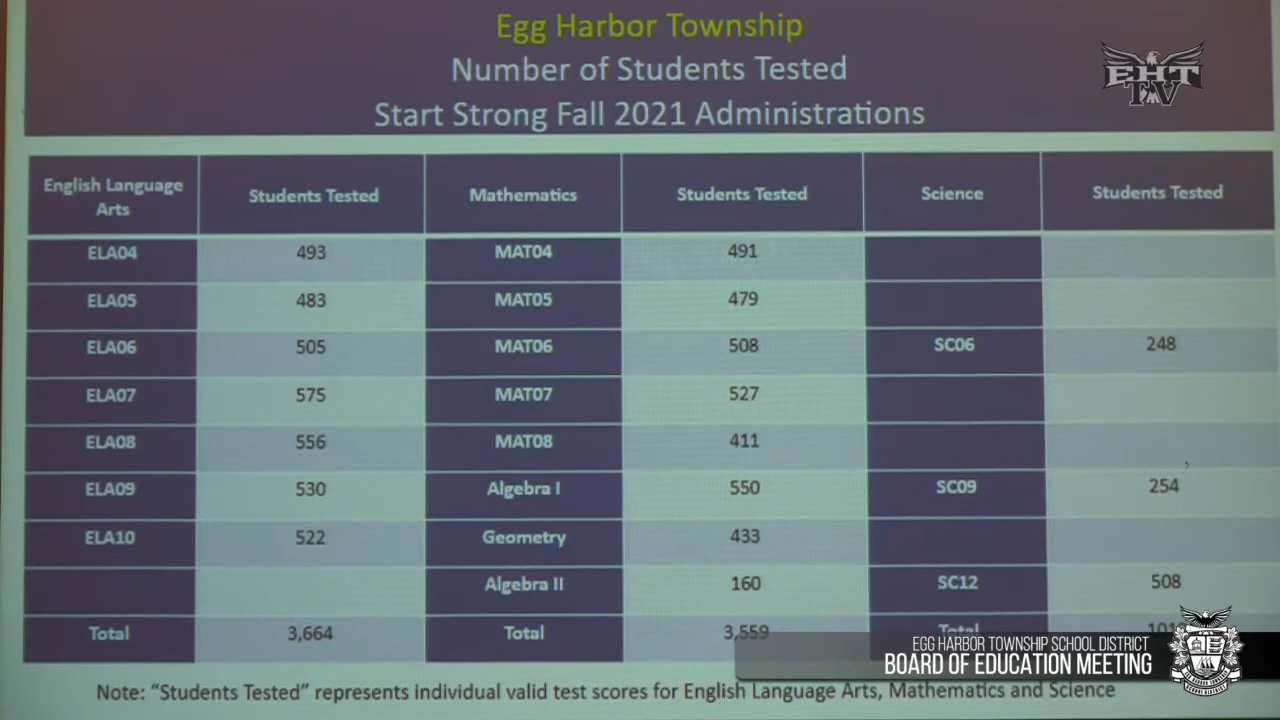 Egg Harbor Township
Number of Students Tested
Start Strong Fall 2021 Administrations
EHT
TV
English Language Arts Students Tested Mathematics Students Tested Science Students Tested
ELA04 493 MAT04 491
ELA05 483 MAT05 479
ELA06 505 MAT06 508 SC06 248
ELA07 575 MAT07 527
ELA08 556 MAT08 411
ELA09 530 Algebra I 550 SC09 254
ELA10 522 Geometry 433
Algebra II 160 SC12 508
Total 3,664 Total 3,559 Total
EGG HARBOR TOWNSHIP SCHOOL DISTRICT
BOARD OF EDUCATION MEETING
Note: “Students Tested” represents individual valid test scores for English Language Arts, Mathematics and Science